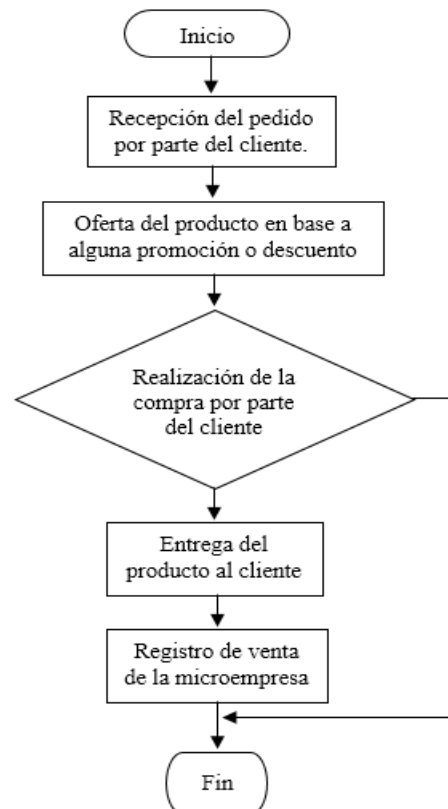 Inicio
Recepción del pedido
por parte del cliente.
Oferta del producto en base a
alguna promoción o descuento
Realización de la
compra por parte
del cliente
Entrega del
producto al cliente
Registro de venta
de la microempresa
Fin